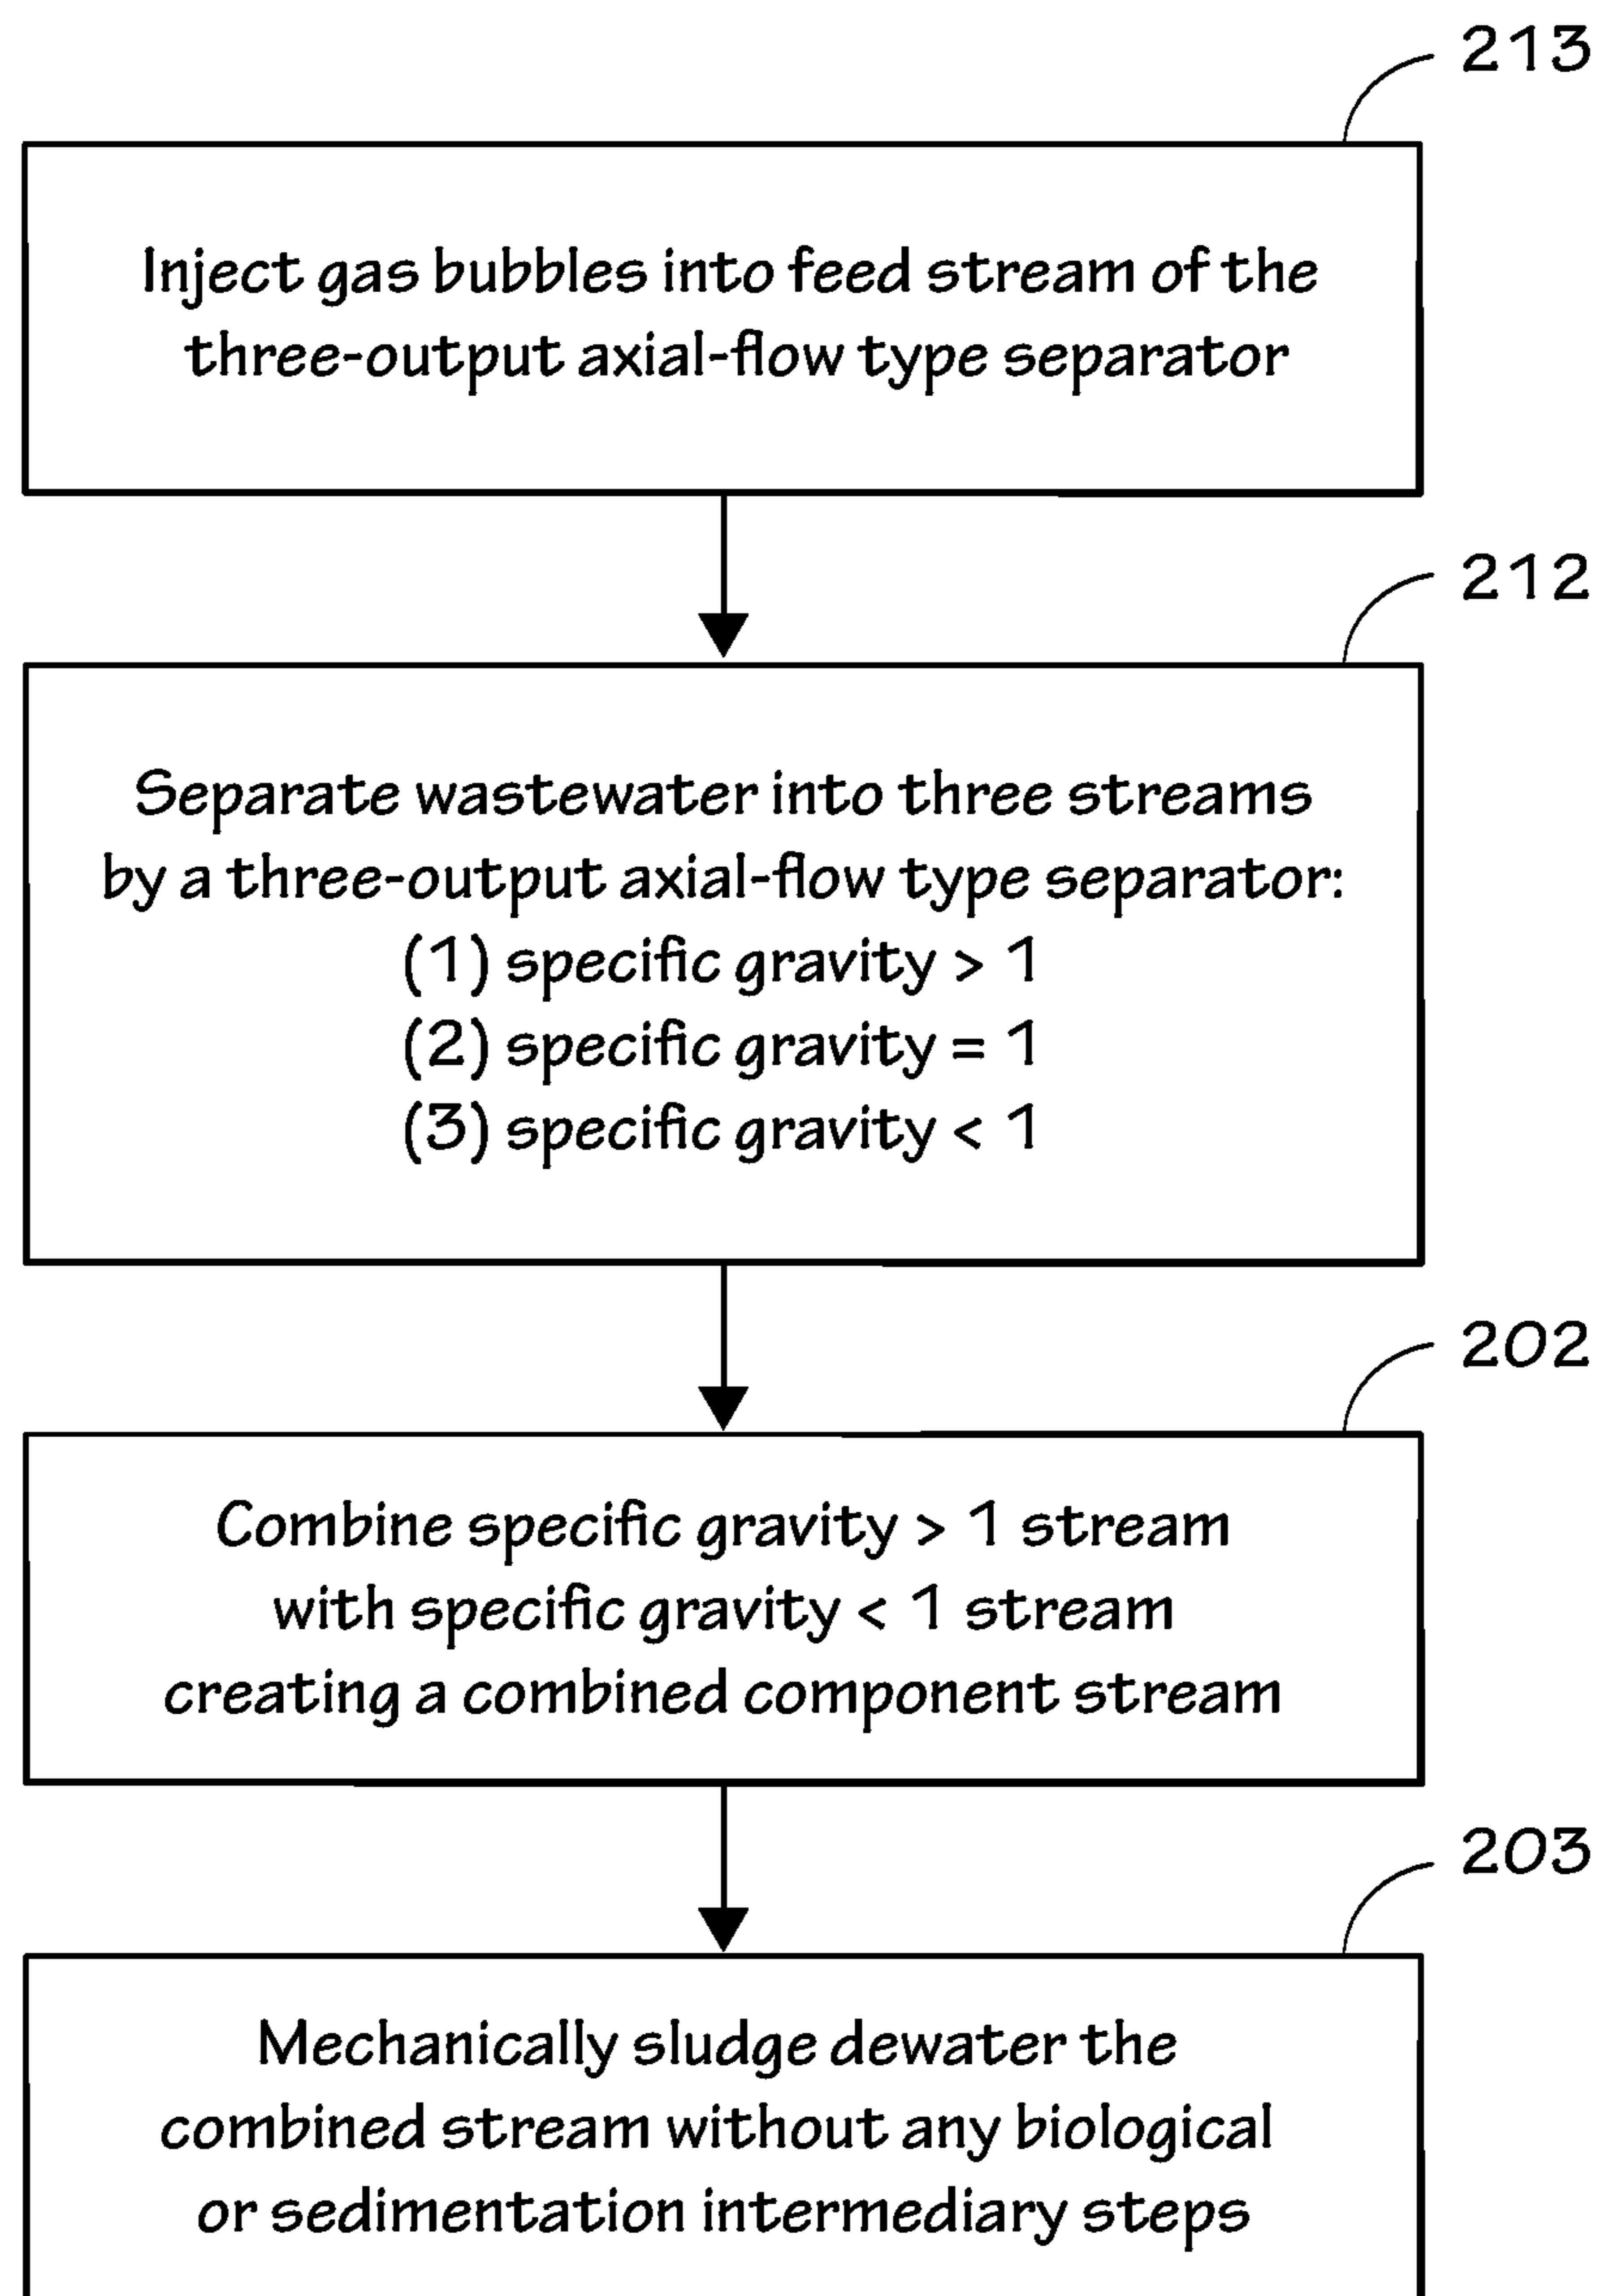 213
Inject gas bubbles into feed stream of the
three-output axial-flow type separator
212
Separate wastewater into three streams
by a three-output axial-flow type separator:
(1) specific gravity > 1
(2) specific gravity = 1
(3) specific gravity < 1
202
Combine specific gravity > 1 stream
with specific gravity < 1 stream
creating a combined component stream
203
Mechanically sludge dewater the
combined stream without any biological
or sedimentation intermediary steps